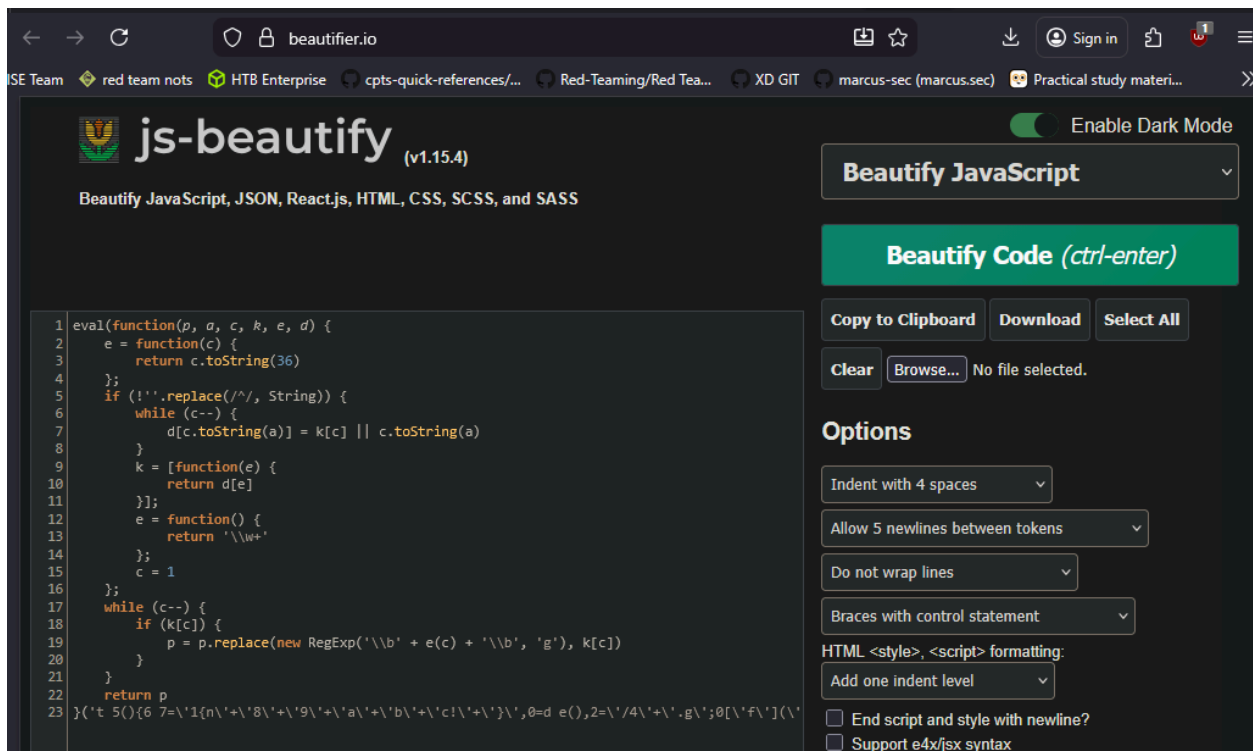 beautifier.io
Sign in
1
ISE Team
red team nots
HTB Enterprise
cpts-quick-references/...
Red-Teaming/Red Tea...
XD GIT
marcus-sec (marcus.sec)
Practical study materi...
js-beautify (v1.15.4)
Beautify JavaScript, JSON, React.js, HTML, CSS, SCSS, and SASS
Enable Dark Mode
Beautify JavaScript
Beautify Code (ctrl-enter)
Copy to Clipboard
Download
Select All
Clear
Browse...
No file selected.
Options
Indent with 4 spaces
Allow 5 newlines between tokens
Do not wrap lines
Braces with control statement
HTML <style>, <script> formatting:
Add one indent level
End script and style with newline?
Support e4x/jsx syntax
1 eval(function(p, a, c, k, e, d) {
2     e = function(c) {
3         return c.toString(36)
4     };
5     if (!''.replace(/^/, String)) {
6         while (c--) {
7             d[c.toString(a)] = k[c] || c.toString(a)
8         }
9         k = [function(e) {
10             return d[e]
11         }];
12         e = function() {
13             return '\\w+'
14         };
15         c = 1
16     };
17     while (c--) {
18         if (k[c]) {
19             p = p.replace(new RegExp('\\b' + e(c) + '\\b', 'g'), k[c])
20         }
21     }
22     return p
23 }('t 5(){6 7=\'1{n\'+\'8\'+\'9\'+\'a\'+\'b\'+\'c!\'+\'}\',0=d e(),2=\'/4\'+\'.g\';0[\'f\'](\'